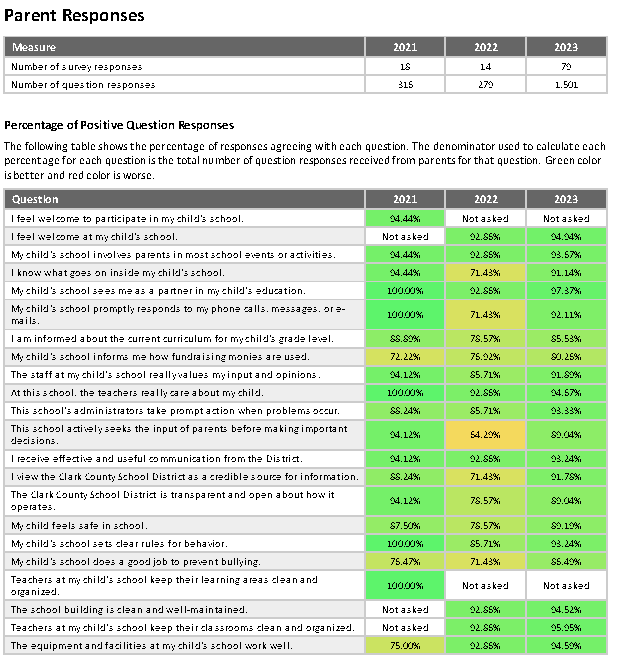 Parent Responses
Measure 2021 2022 2023
Number of survey responses 18 14 79
Number of question responses 316 279 1,591
Percentage of Positive Question Responses
The following table shows the percentage of responses agreeing with each question. The denominator used to calculate each
percentage for each question is the total number of question responses received from parents for that question. Green color
is better and red color is worse.
Question 2021 2022 2023
I feel welcome to participate in my child's school. 94.44% Not asked Not asked
I feel welcome at my child's school. Not asked 92.86% 94.94%
My child's school involves parents in most school events or activities. 94.44% 92.86% 93.67%
I know what goes on inside my child's school. 94.44% 71.43% 91.14%
My child's school sees me as a partner in my child's education. 100.00% 92.86% 97.37%
My child's school promptly responds to my phone calls, messages, or e-
mails. 100.00% 71.43% 92.11%
I am informed about the current curriculum for my child's grade level. 88.89% 78.57% 85.53%
My child's school informs me how fundraising monies are used. 72.22% 76.92% 80.26%
The staff at my child's school really values my input and opinions. 94.12% 85.71% 91.89%
At this school, the teachers really care about my child. 100.00% 92.86% 94.67%
This school's administrators take prompt action when problems occur. 88.24% 85.71% 93.33%
This school actively seeks the input of parents before making important
decisions. 94.12% 64.29% 89.04%
I receive effective and useful communication from the District. 94.12% 92.86% 93.24%
I view the Clark County School District as a credible source for information. 88.24% 71.43% 91.78%
The Clark County School District is transparent and open about how it
operates. 94.12% 78.57% 89.04%
My child feels safe in school. 87.50% 78.57% 89.19%
My child's school sets clear rules for behavior. 100.00% 85.71% 93.24%
My child's school does a good job to prevent bullying. 76.47% 71.43% 86.49%
Teachers at my child's school keep their learning areas clean and
organized. 100.00% Not asked Not asked
The school building is clean and well-maintained. Not asked 92.86% 94.52%
Teachers at my child's school keep their classrooms clean and organized. Not asked 92.86% 95.95%
The equipment and facilities at my child's school work well. 75.00% 92.86% 94.59%